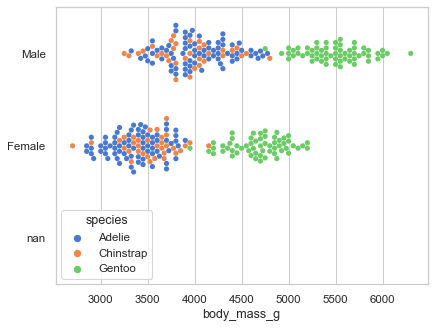 Male
Female
nan
species
Adelie
Chinstrap
Gentoo
3000 3500 4000 4500 5000 5500 6000
body_mass_g